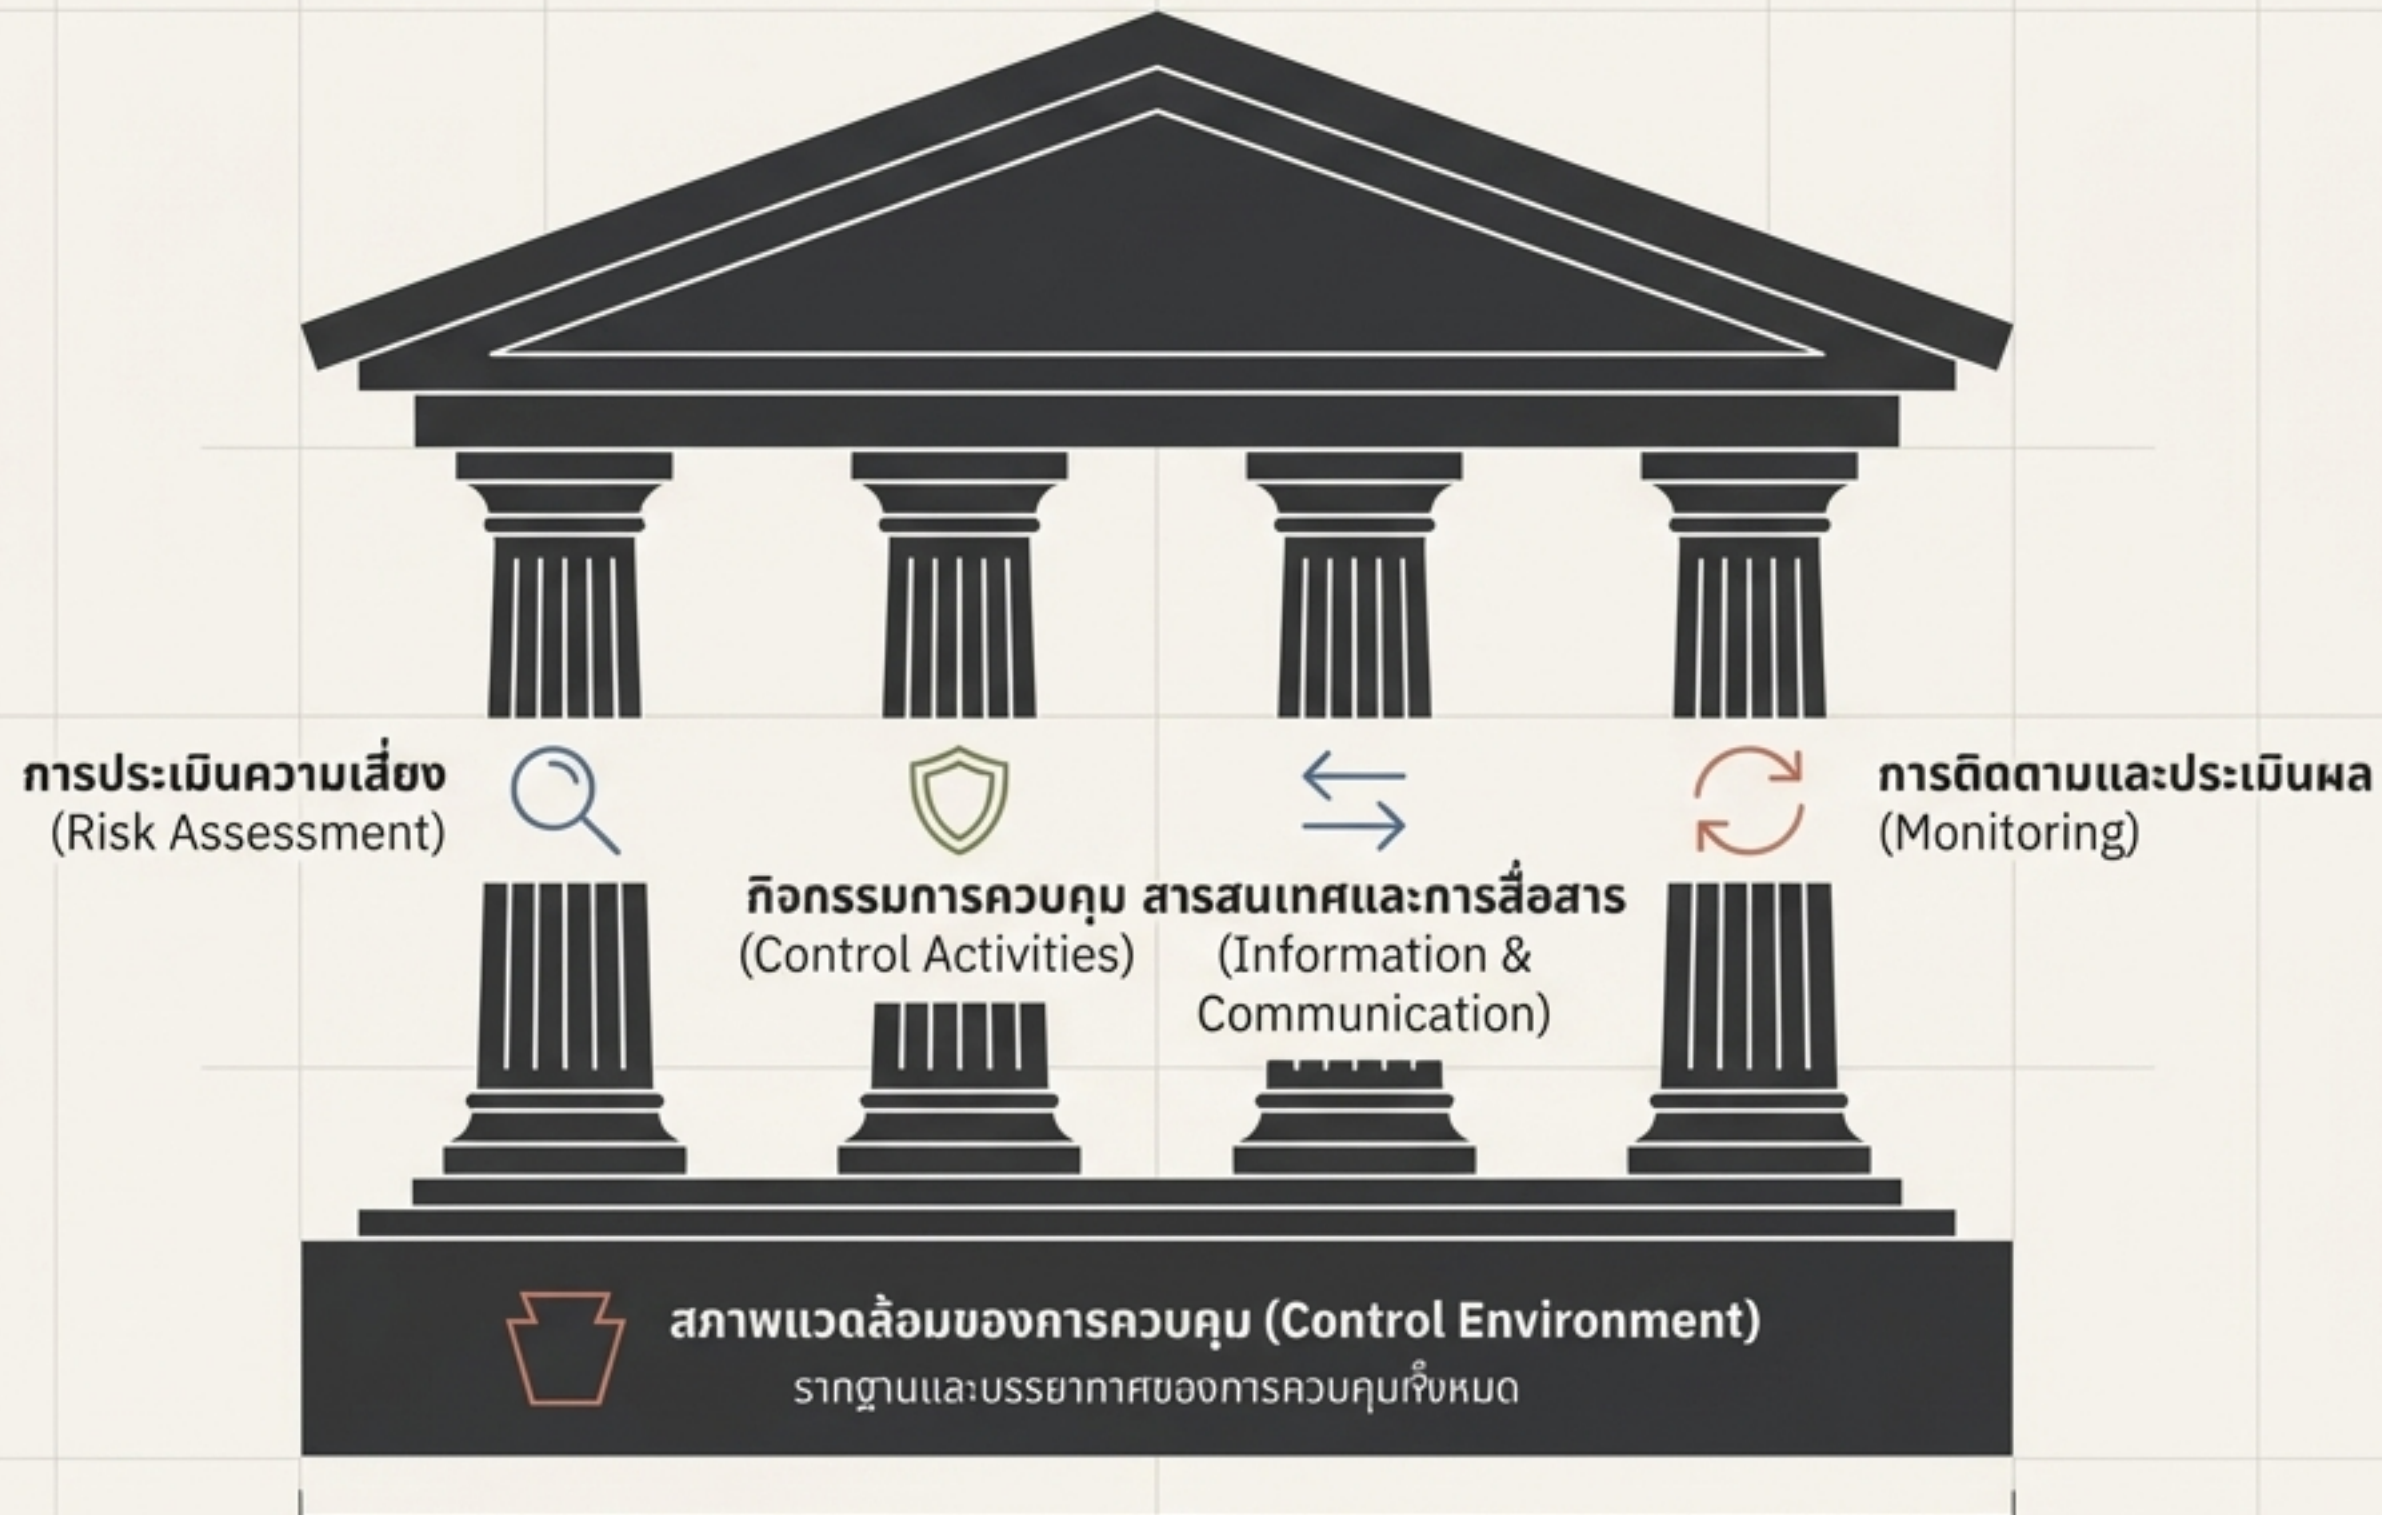 การประเมินความเสี่ยง
(Risk Assessment)
กิจกรรมการควบคุม
(Control Activities)
สารสนเทศและการสื่อสาร
(Information &
Communication)
การติดตามและประเมินผล
(Monitoring)
สภาพแวดล้อมของการควบคุม (Control Environment)
รากฐานและบรรยากาศของการควบคุม